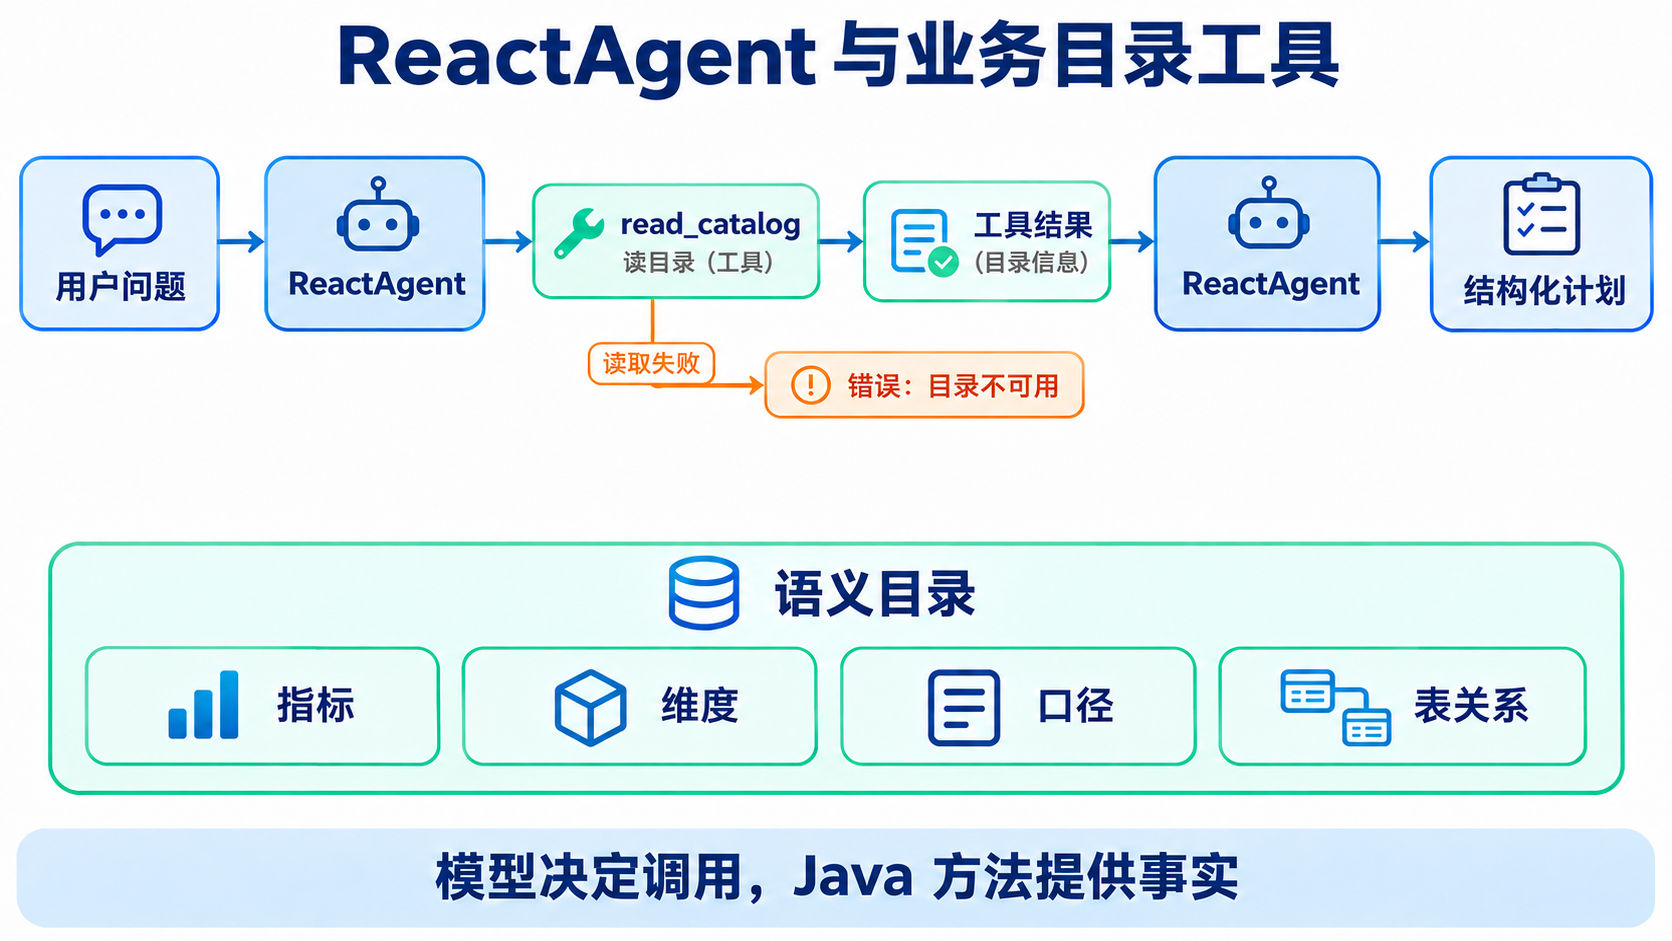 ReactAgent 与业务目录工具
用户问题
ReactAgent
read_catalog
读目录（工具）
工具结果
（目录信息）
ReactAgent
结构化计划
读取失败
错误：目录不可用
语义目录
指标
维度
口径
表关系
模型决定调用，Java 方法提供事实